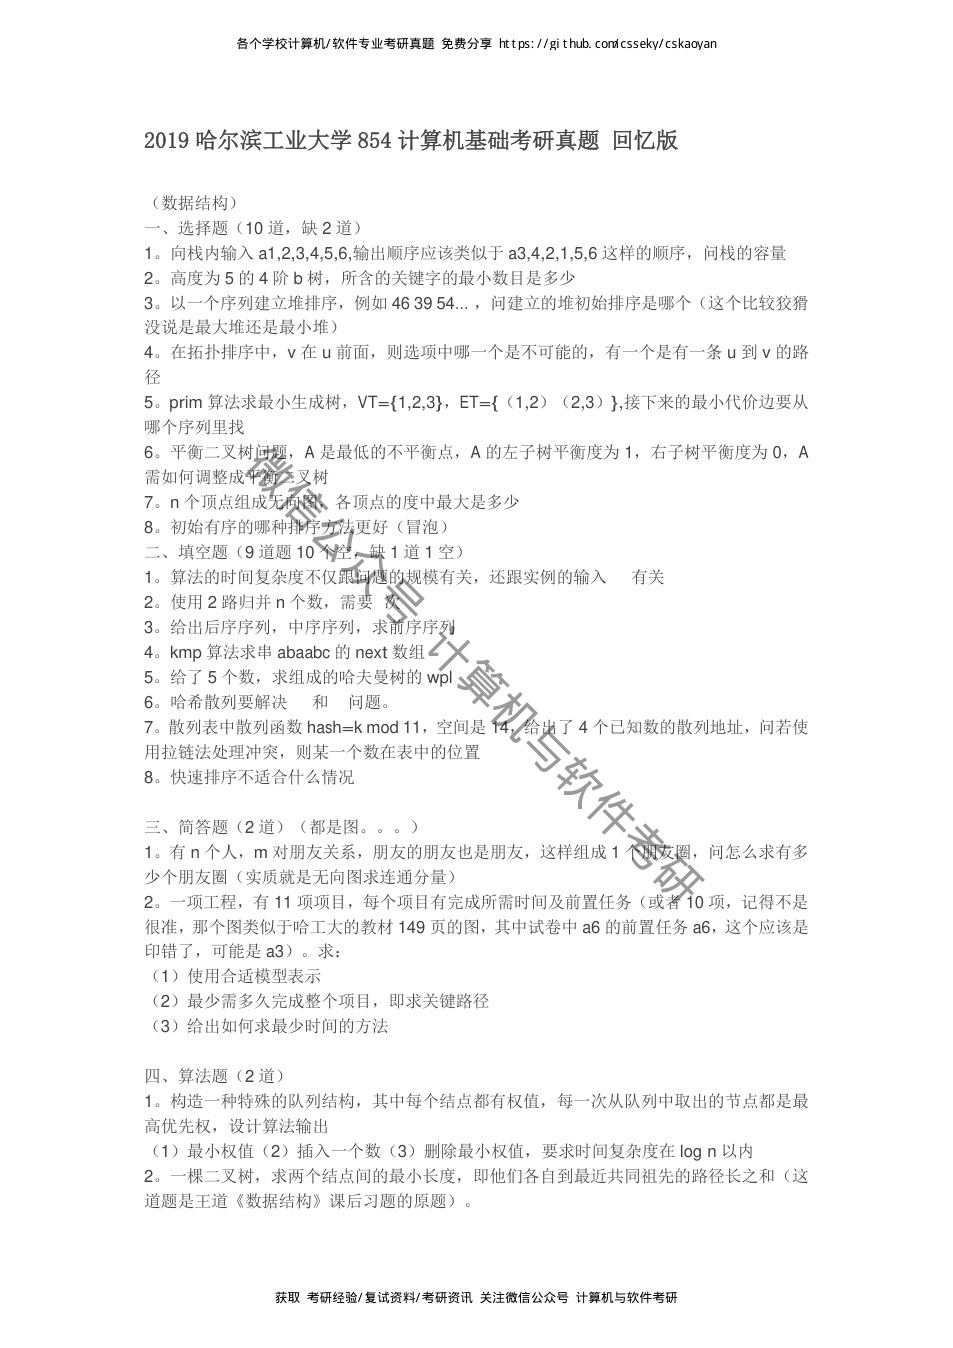 各个学校计算机/软件专业考研真题 免费分享 https://github.com/csseky/cskaoyan
2019 哈尔滨工业大学 854 计算机基础考研真题 回忆版
（数据结构）
一、选择题（10 道，缺 2 道）
1。向栈内输入 a1,2,3,4,5,6,输出顺序应该类似于 a3,4,2,1,5,6 这样的顺序，问栈的容量
2。高度为 5 的 4 阶 b 树，所含的关键字的最小数目是多少
3。以一个序列建立堆排序，例如 46 39 54... ，问建立的堆初始排序是哪个（这个比较狡猾
没说是最大堆还是最小堆）
4。在拓扑排序中，v 在 u 前面，则选项中哪一个是不可能的，有一个是有一条 u 到 v 的路
径
5。prim 算法求最小生成树，VT={1,2,3}，ET={（1,2）（2,3）},接下来的最小代价边要从
哪个序列里找
6。平衡二叉树问题，A 是最低的不平衡点，A 的左子树平衡度为 1，右子树平衡度为 0，A
需如何调整成平衡二叉树
7。n 个顶点组成无向图，各顶点的度中最大是多少
8。初始有序的哪种排序方法更好（冒泡）
二、填空题（9 道题 10 个空，缺 1 道 1 空）
1。算法的时间复杂度不仅跟问题的规模有关，还跟实例的输入 有关
2。使用 2 路归并 n 个数，需要 次
3。给出后序序列，中序序列，求前序序列
4。kmp 算法求串 abaabc 的 next 数组
5。给了 5 个数，求组成的哈夫曼树的 wpl
6。哈希散列要解决 和 问题。
7。散列表中散列函数 hash=k mod 11，空间是 14，给出了 4 个已知数的散列地址，问若使
用拉链法处理冲突，则某一个数在表中的位置
8。快速排序不适合什么情况
三、简答题（2 道）（都是图。。。）
1。有 n 个人，m 对朋友关系，朋友的朋友也是朋友，这样组成 1 个朋友圈，问怎么求有多
少个朋友圈（实质就是无向图求连通分量）
2。一项工程，有 11 项项目，每个项目有完成所需时间及前置任务（或者 10 项，记得不是
很准，那个图类似于哈工大的教材 149 页的图，其中试卷中 a6 的前置任务 a6，这个应该是
印错了，可能是 a3）。求：
（1）使用合适模型表示
（2）最少需多久完成整个项目，即求关键路径
（3）给出如何求最少时间的方法
四、算法题（2 道）
1。构造一种特殊的队列结构，其中每个结点都有权值，每一次从队列中取出的节点都是最
高优先权，设计算法输出
（1）最小权值（2）插入一个数（3）删除最小权值，要求时间复杂度在 log n 以内
2。一棵二叉树，求两个结点间的最小长度，即他们各自到最近共同祖先的路径长之和（这
道题是王道《数据结构》课后习题的原题）。
微信公众号 计算机与软件考研
获取 考研经验/复试资料/考研资讯 关注微信公众号 计算机与软件考研